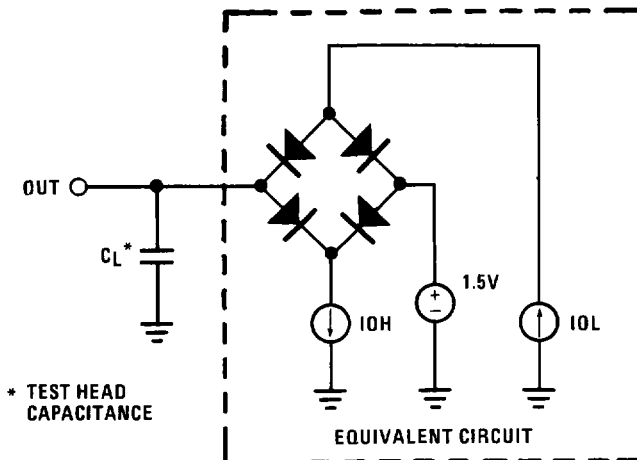 OUT
CL*
IOH
+
−
1.5V
IOL
* TEST HEAD
CAPACITANCE
EQUIVALENT CIRCUIT